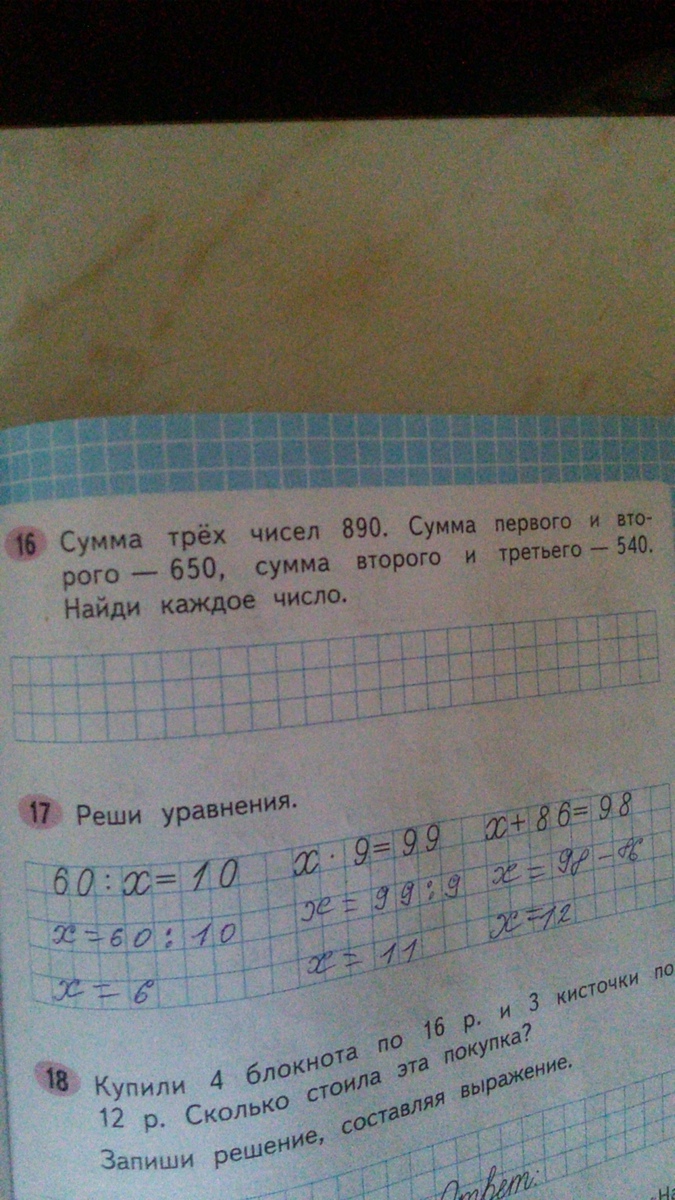 16 Сумма трёх чисел 890. Сумма первого и вто-
рого — 650, сумма второго и третьего — 540.
Найди каждое число.
17 Реши уравнения.
60 : x = 10 x · 9 = 99 x + 86 = 98
x = 60 : 10 x = 99 : 9 x = 98 - 86
x = 6 x = 11 x = 12
18 Купили 4 блокнота по 16 р. и 3 кисточки по
12 р. Сколько стоила эта покупка?
Запиши решение, составляя выражение.
Ответ: